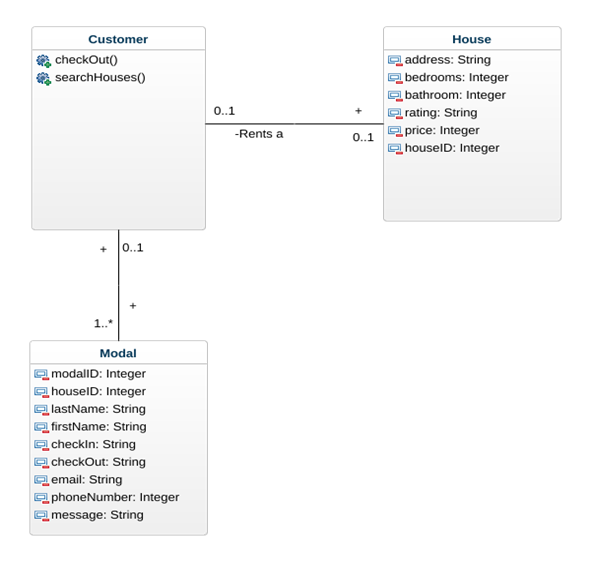 Customer
checkOut()
searchHouses()
House
address: String
bedrooms: Integer
bathroom: Integer
rating: String
price: Integer
houseID: Integer
0..1
+
-Rents a
0..1
+
0..1
+
1..*
Modal
modalID: Integer
houseID: Integer
lastName: String
firstName: String
checkIn: String
checkOut: String
email: String
phoneNumber: Integer
message: String